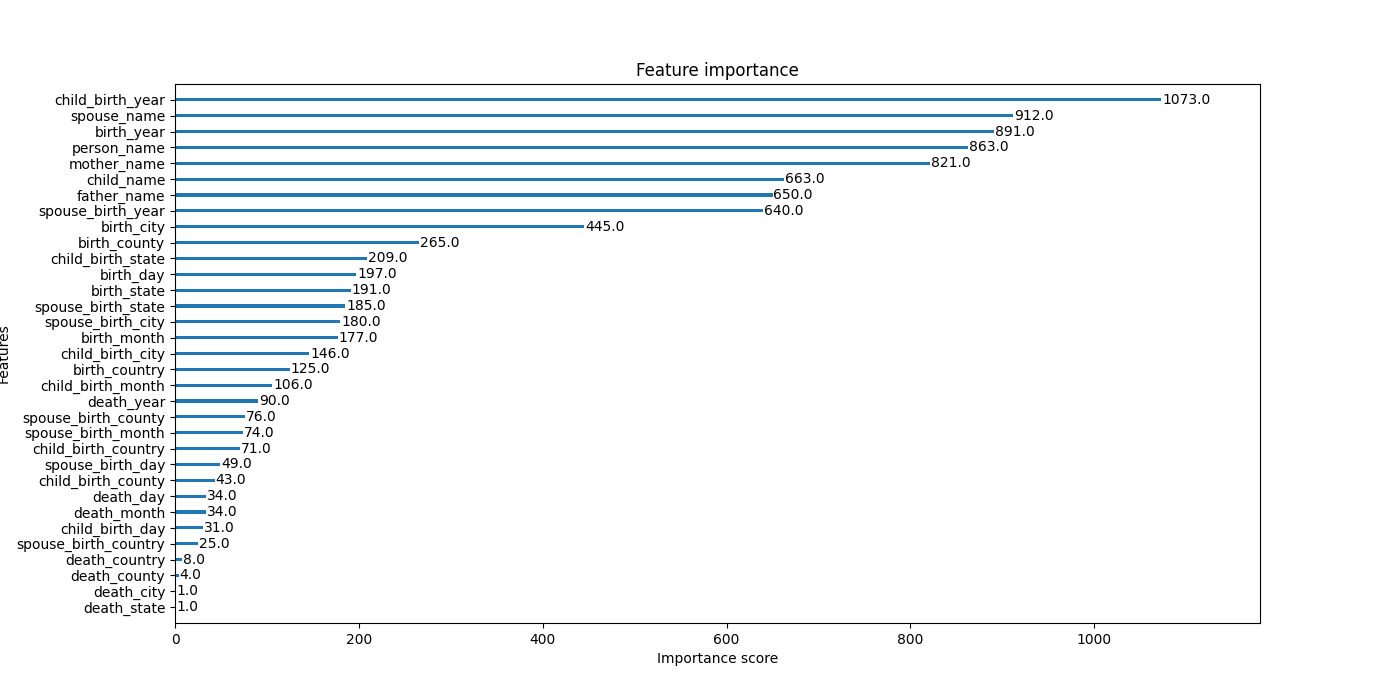 Feature importance
child_birth_year 1073.0
spouse_name 912.0
birth_year 891.0
person_name 863.0
mother_name 821.0
child_name 663.0
father_name 650.0
spouse_birth_year 640.0
birth_city 445.0
birth_county 265.0
child_birth_state 209.0
birth_day 197.0
birth_state 191.0
spouse_birth_state 185.0
spouse_birth_city 180.0
birth_month 177.0
child_birth_city 146.0
birth_country 125.0
child_birth_month 106.0
death_year 90.0
spouse_birth_county 76.0
spouse_birth_month 74.0
child_birth_country 71.0
spouse_birth_day 49.0
child_birth_county 43.0
death_day 34.0
death_month 34.0
child_birth_day 31.0
spouse_birth_country 25.0
death_country 8.0
death_county 4.0
death_city 1.0
death_state 1.0
Features
0 200 400 600 800 1000
Importance score